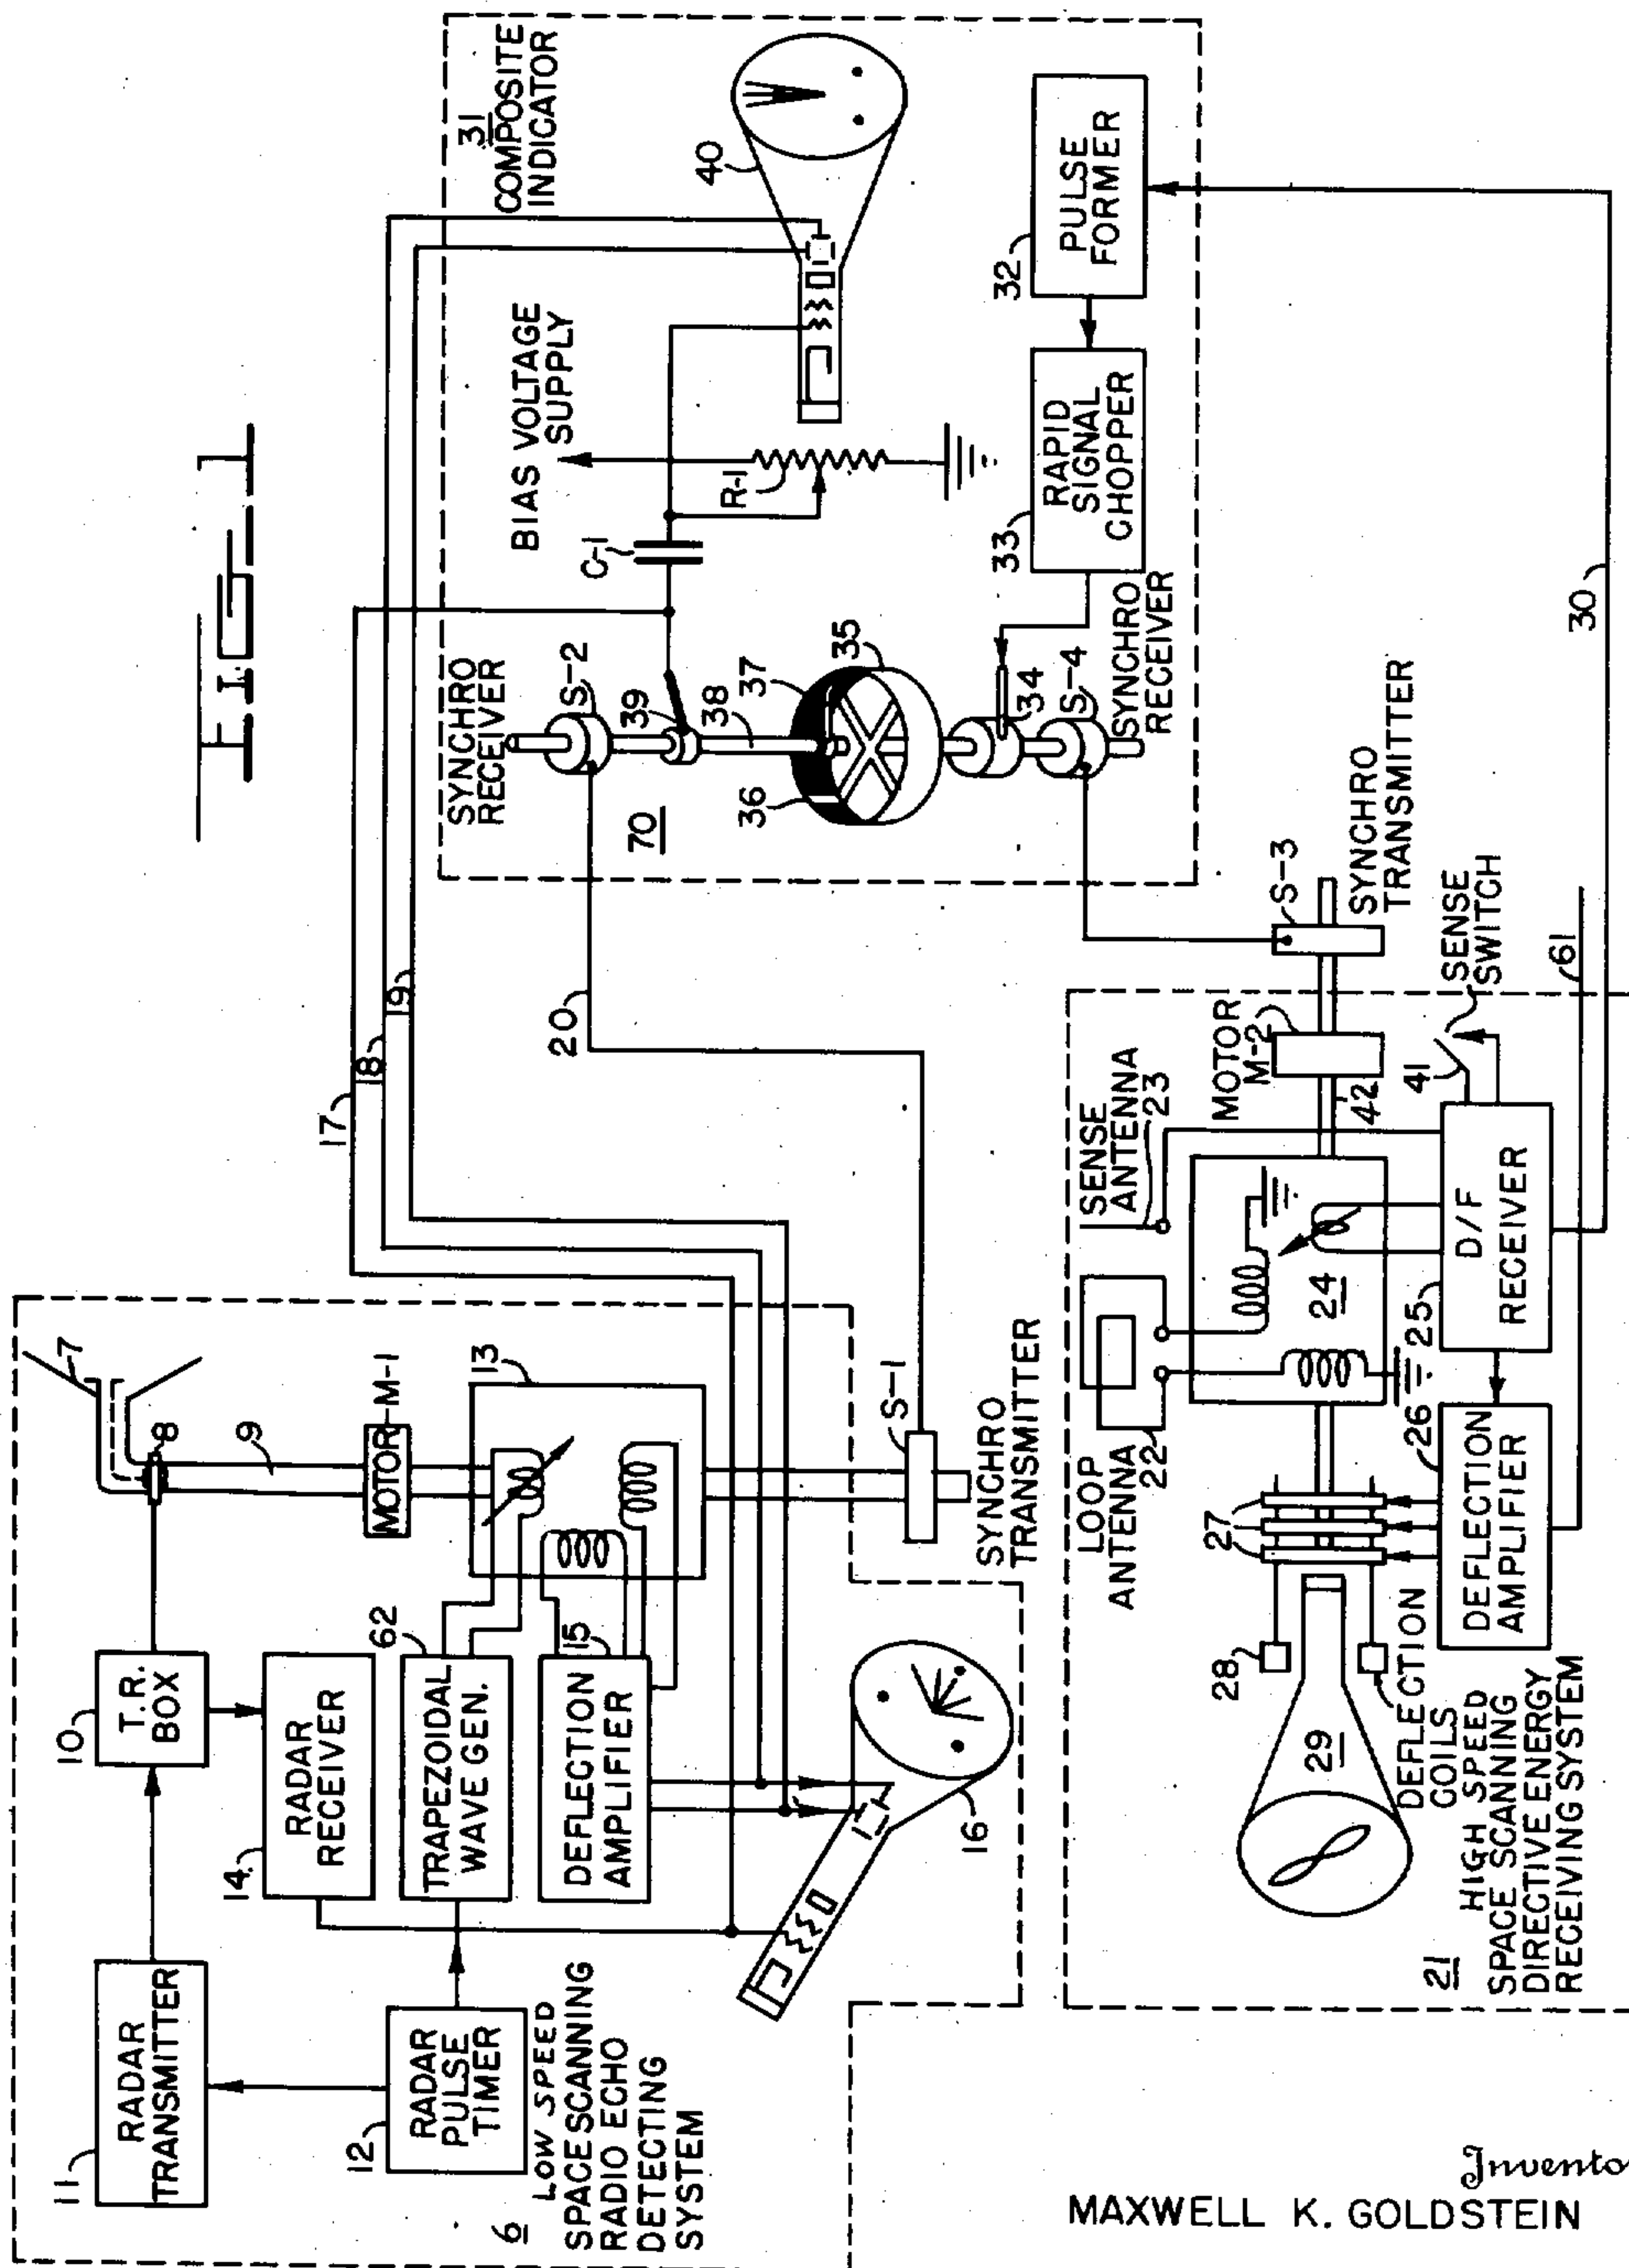 FIG. 1
31
COMPOSITE
INDICATOR
40
BIAS VOLTAGE
SUPPLY
R-1
C-1
PULSE
FORMER
32
RAPID
SIGNAL
CHOPPER
33
SYNCHRO
RECEIVER
S-2
39
38
37
35
36
34
S-4
SYNCHRO
RECEIVER
70
17
18
19
20
30
11
RADAR
TRANSMITTER
10
T.R.
BOX
7
8
9
MOTOR
M-1
12
RADAR
PULSE
TIMER
14
RADAR
RECEIVER
62
TRAPEZOIDAL
WAVE GEN.
15
DEFLECTION
AMPLIFIER
13
16
S-1
SYNCHRO
TRANSMITTER
6
LOW SPEED
SPACE SCANNING
RADIO ECHO
DETECTING
SYSTEM
LOOP
ANTENNA
22
SENSE
ANTENNA
23
24
MOTOR
M-2
42
S-3
SYNCHRO
TRANSMITTER
41
SENSE
SWITCH
25
D/F
RECEIVER
26
DEFLECTION
AMPLIFIER
27
28
29
DEFLECTION
COILS
61
21
HIGH SPEED
SPACE SCANNING
DIRECTIVE ENERGY
RECEIVING SYSTEM
Invento
MAXWELL K. GOLDSTEIN